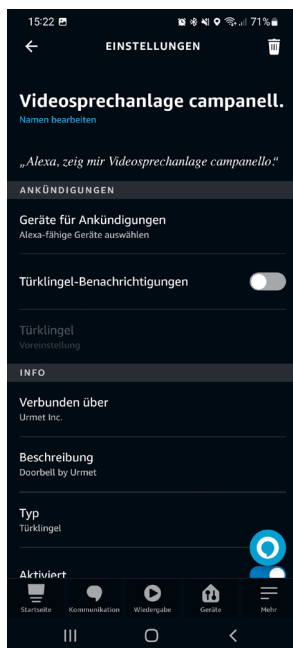 15:22 71%
EINSTELLUNGEN
Videosprechanlage campanell.
Namen bearbeiten
„Alexa, zeig mir Videosprechanlage campanello.“
ANKÜNDIGUNGEN
Geräte für Ankündigungen
Alexa-fähige Geräte auswählen
Türklingel-Benachrichtigungen
Türklingel
Voreinstellung
INFO
Verbunden über
Urmet Inc.
Beschreibung
Doorbell by Urmet
Typ
Türklingel
Aktiviert
Startseite Kommunikation Wiedergabe Geräte Mehr